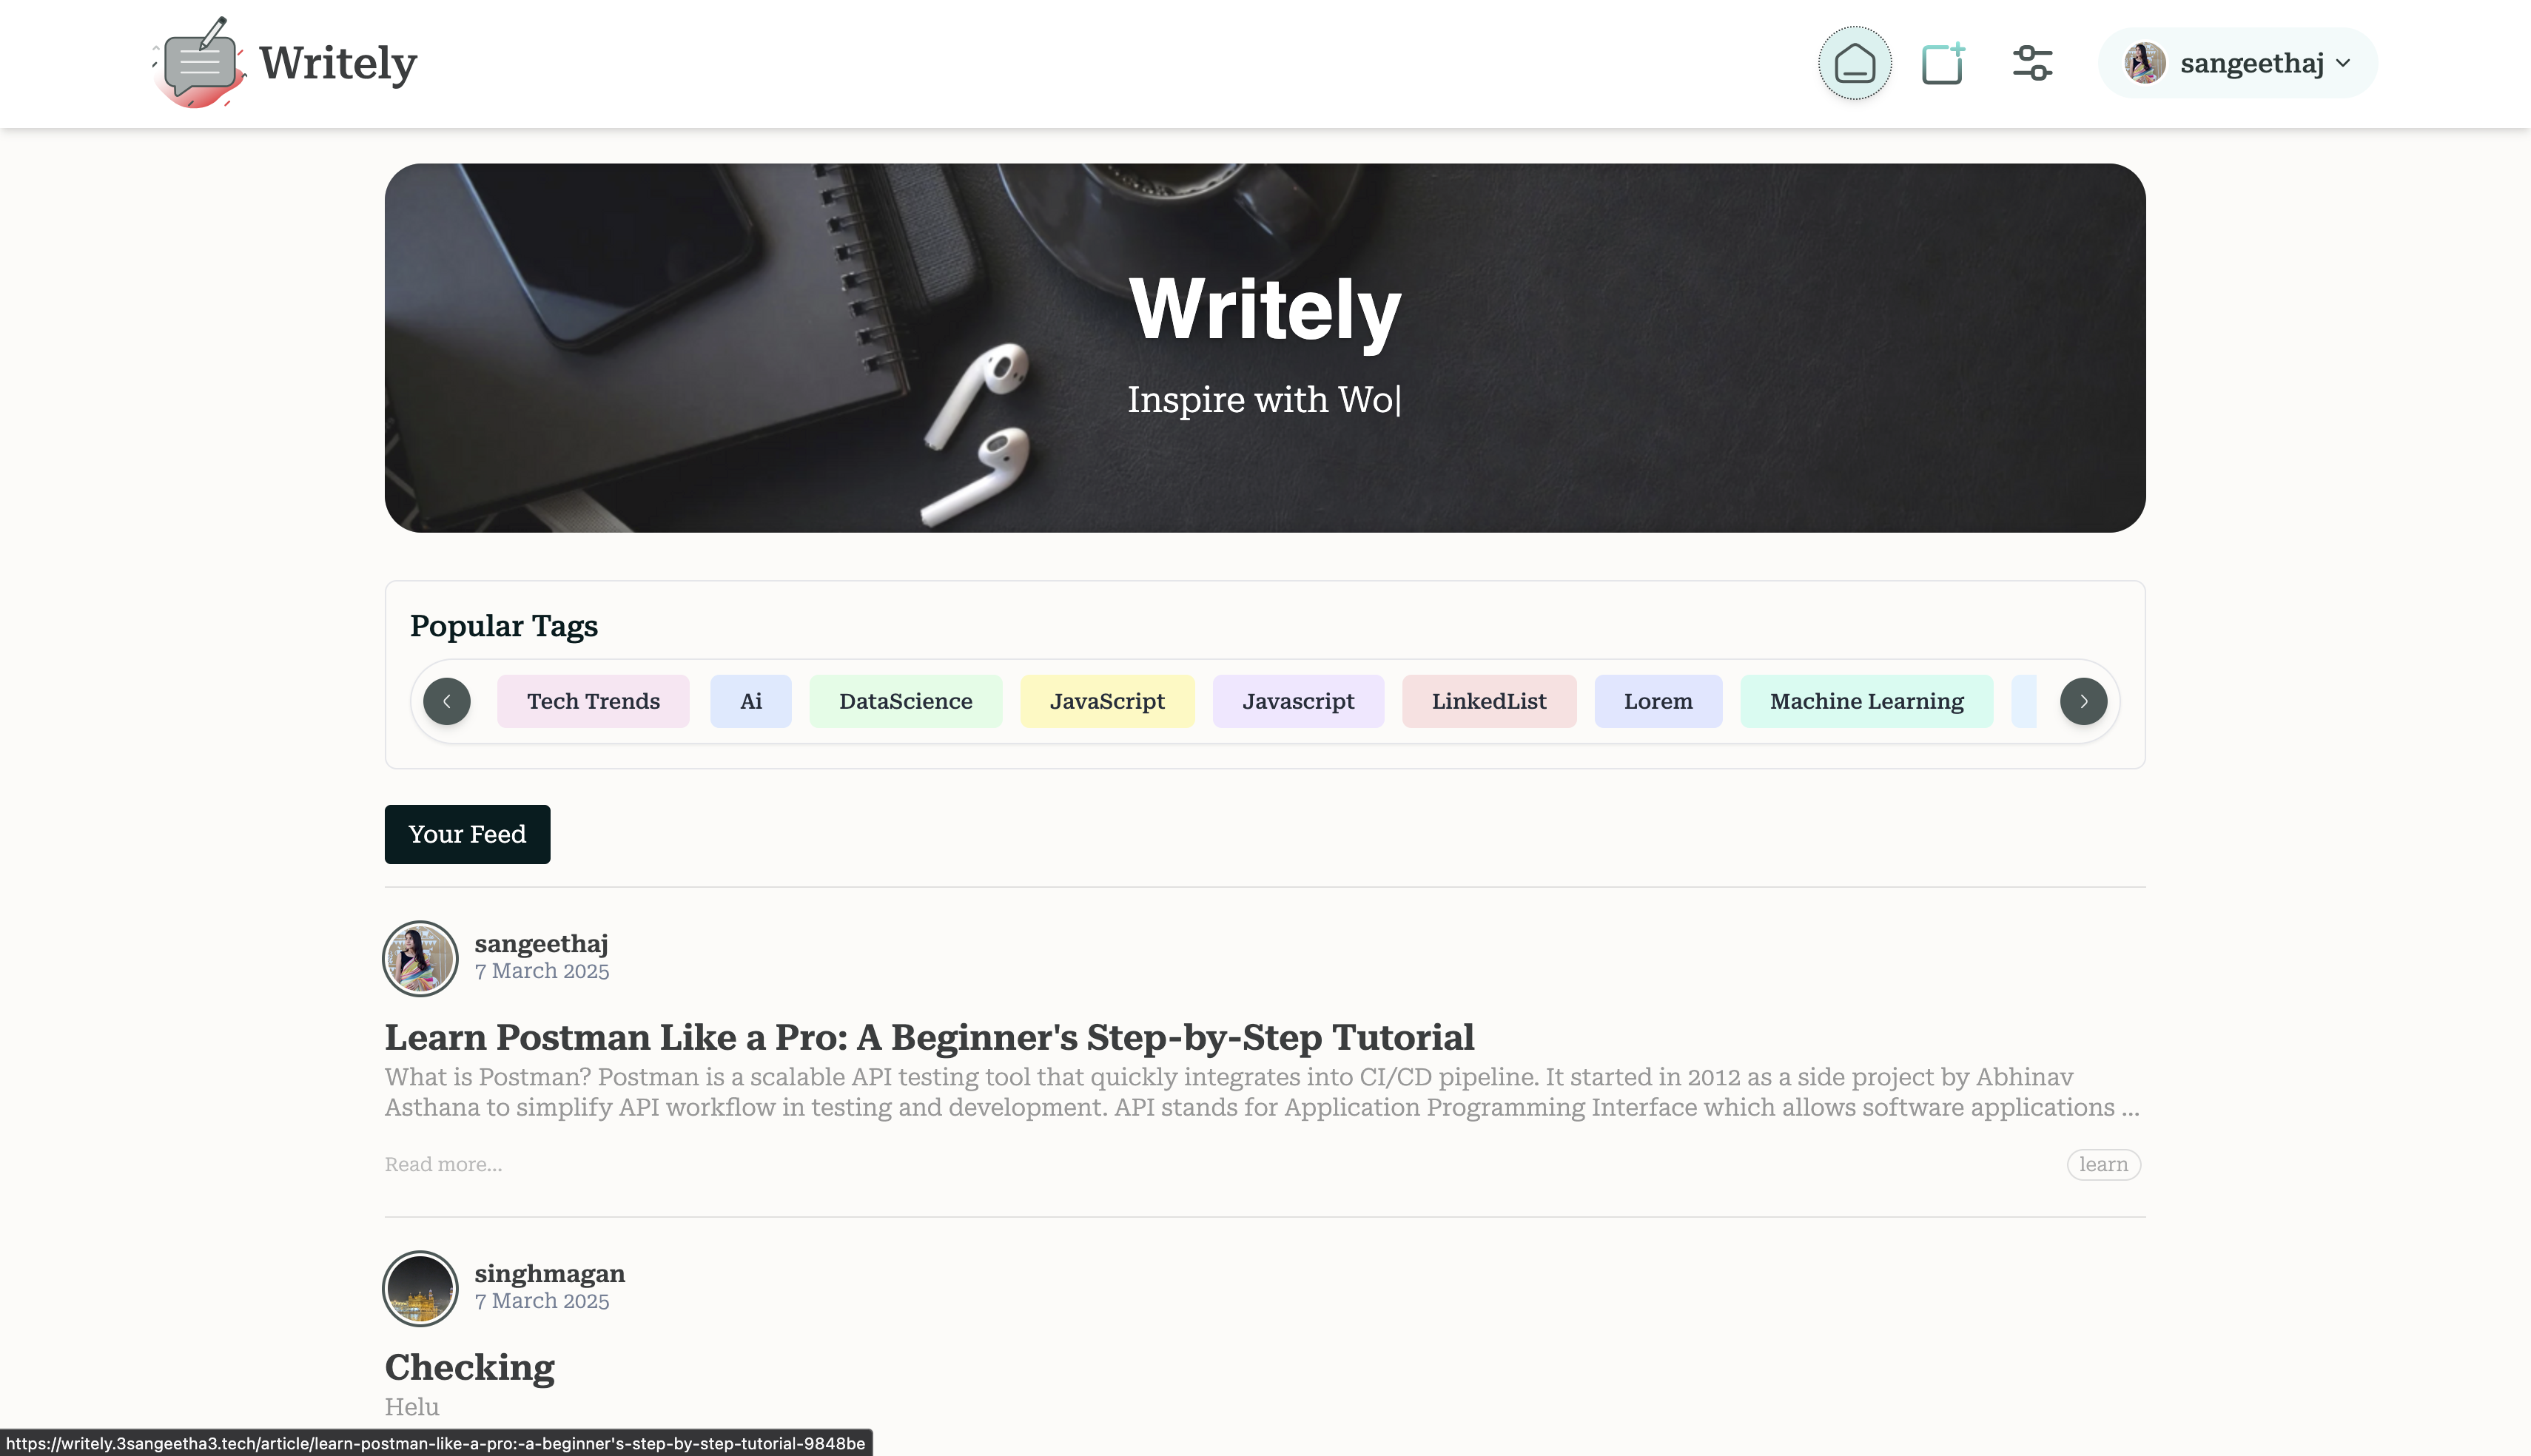 Writely
sangeethaj
Writely
Inspire with Wo|
Popular Tags
Tech Trends
Ai
DataScience
JavaScript
Javascript
LinkedList
Lorem
Machine Learning
Your Feed
sangeethaj
7 March 2025
Learn Postman Like a Pro: A Beginner's Step-by-Step Tutorial
What is Postman? Postman is a scalable API testing tool that quickly integrates into CI/CD pipeline. It started in 2012 as a side project by Abhinav
Asthana to simplify API workflow in testing and development. API stands for Application Programming Interface which allows software applications ...
Read more...
learn
singhmagan
7 March 2025
Checking
Helu
https://writely.3sangeetha3.tech/article/learn-postman-like-a-pro:-a-beginner's-step-by-step-tutorial-9848be